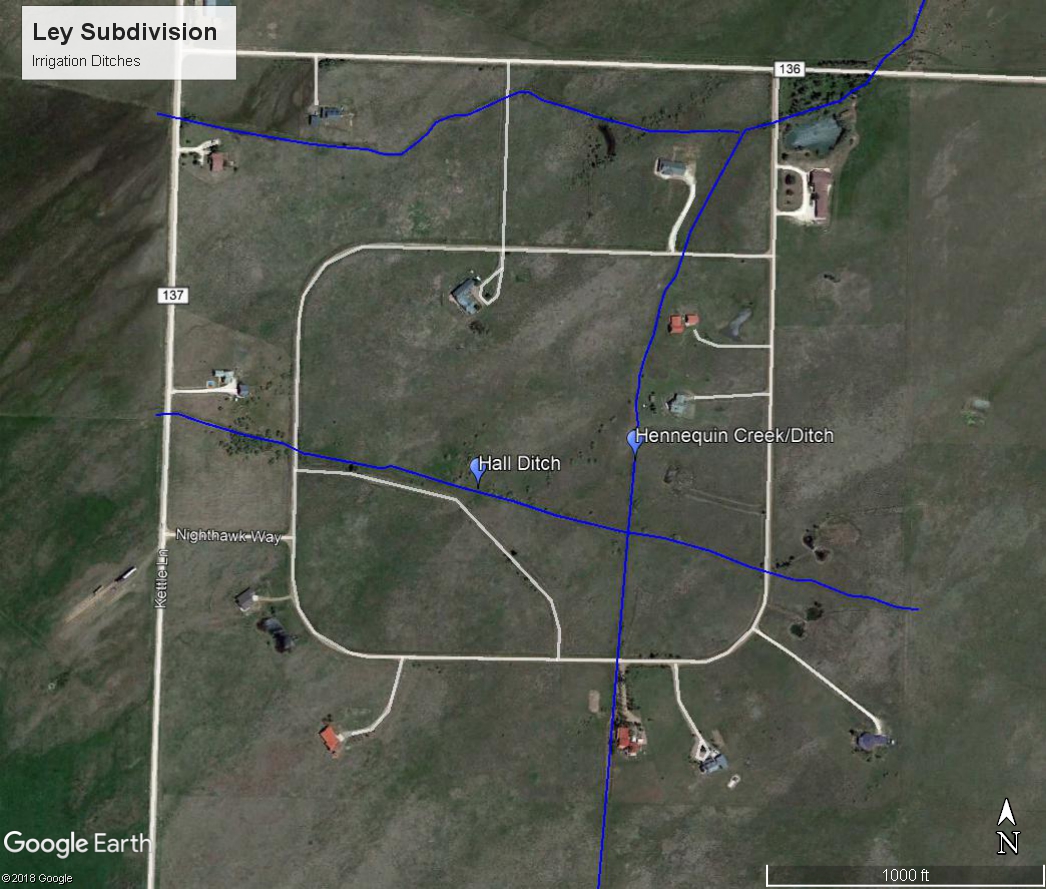 Ley Subdivision
Irrigation Ditches
136
137
Hennequin Creek/Ditch
Hall Ditch
Nighthawk Way
Kettle Ln
Google Earth
©2018 Google
N
1000 ft